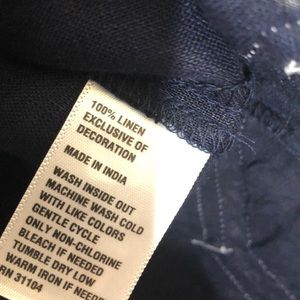 100% LINEN
EXCLUSIVE OF
DECORATION
MADE IN INDIA
WASH INSIDE OUT
MACHINE WASH COLD
WITH LIKE COLORS
GENTLE CYCLE
ONLY NON-CHLORINE
BLEACH IF NEEDED
TUMBLE DRY LOW
WARM IRON IF NEEDED
RN 31104